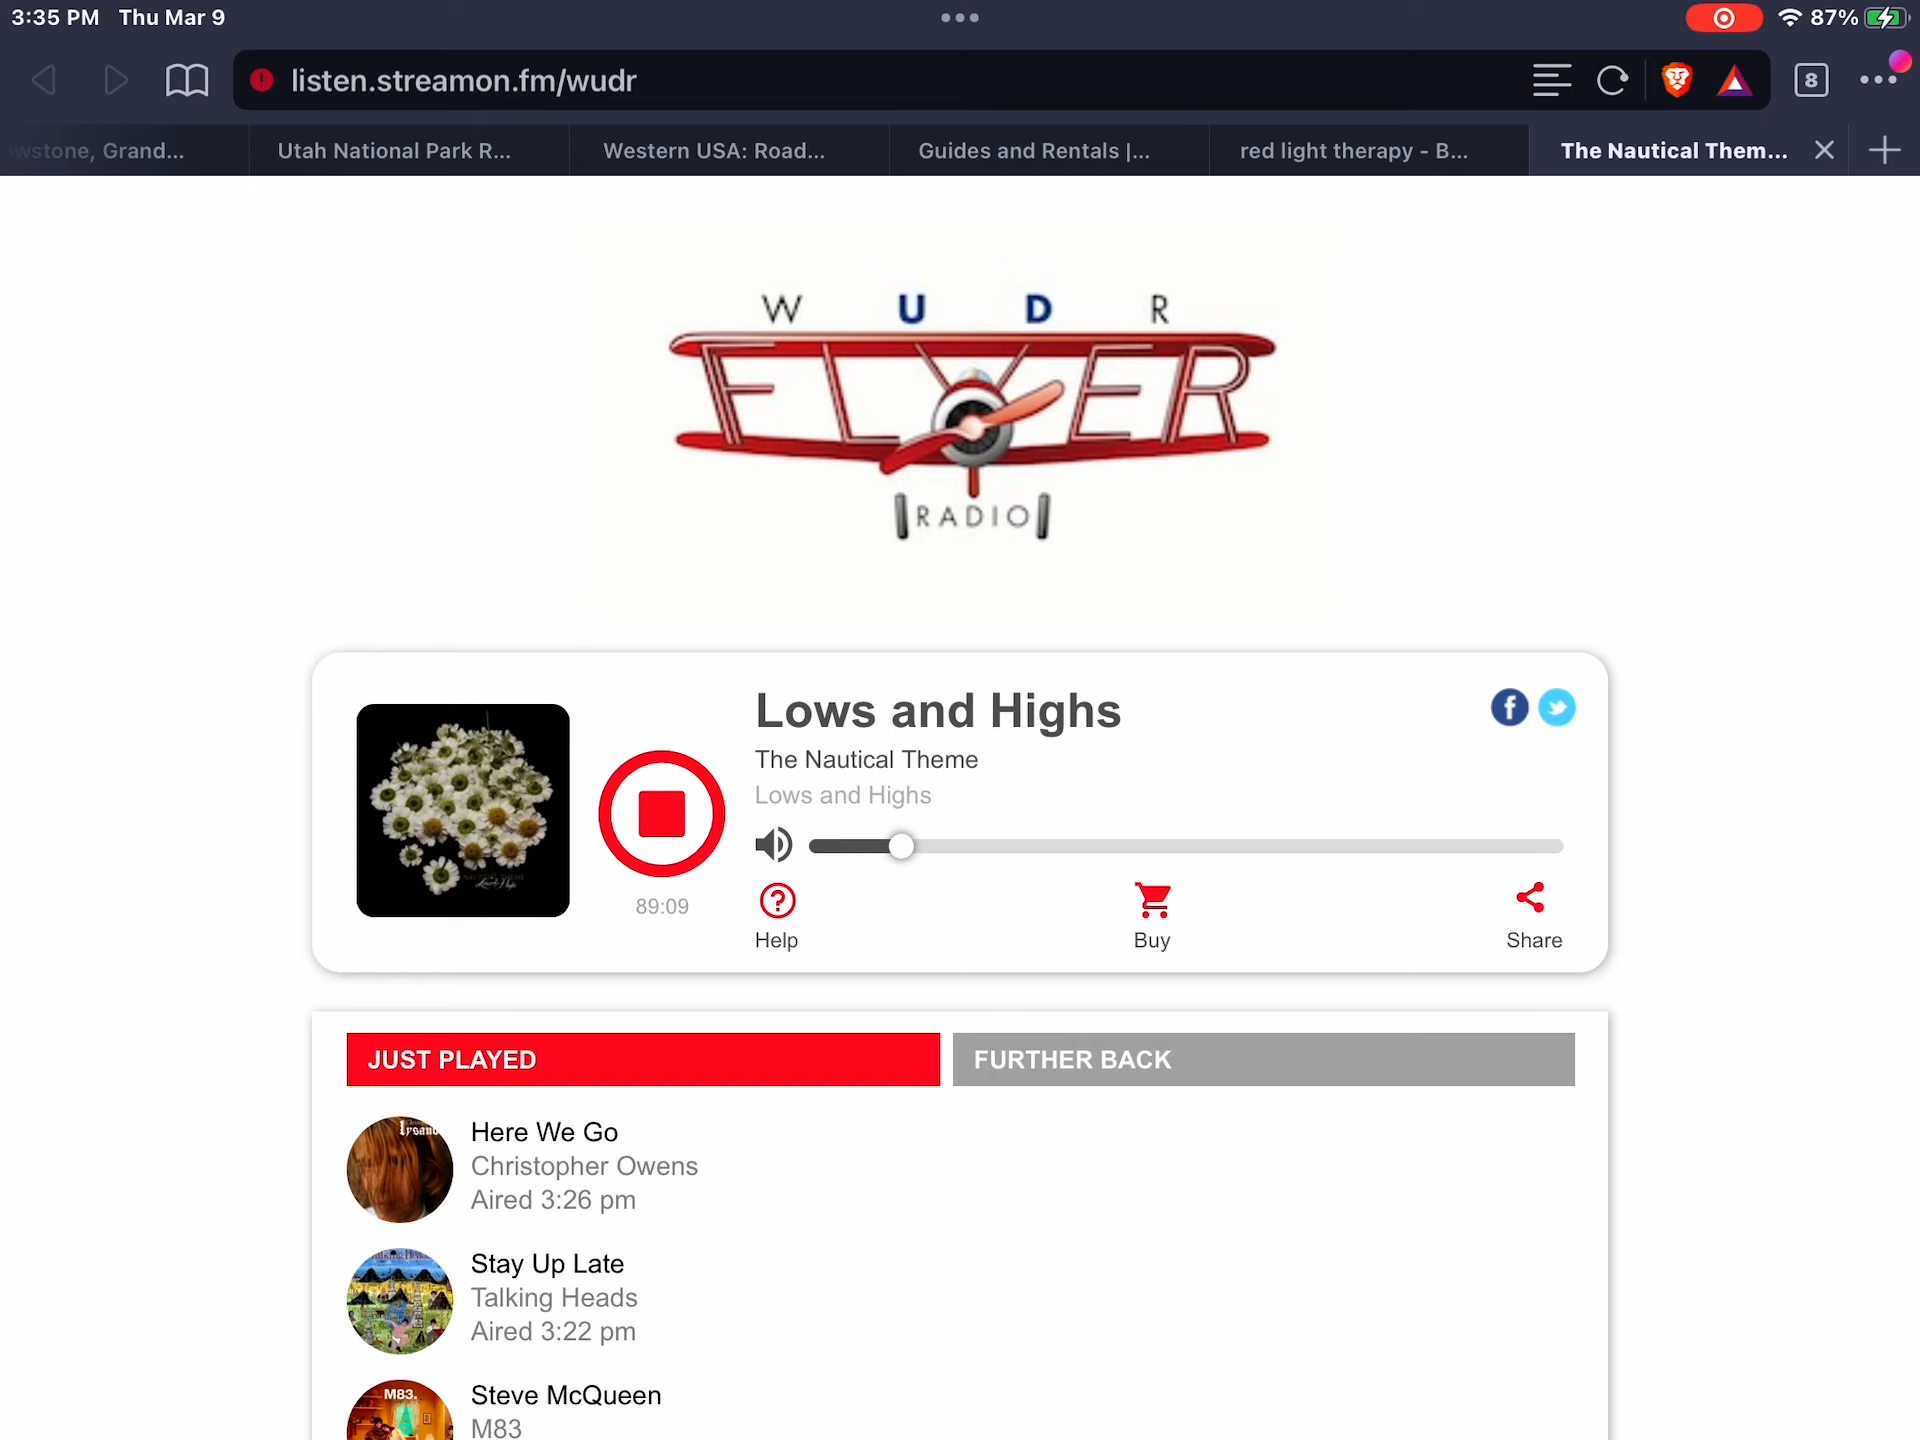 3:35 PM Thu Mar 9
87%
listen.streamon.fm/wudr
8
wstone, Grand...
Utah National Park R...
Western USA: Road...
Guides and Rentals |...
red light therapy - B...
The Nautical Them...
W U D R
FLYER
RADIO
Lows and Highs
The Nautical Theme
Lows and Highs
89:09
Help
Buy
Share
JUST PLAYED
FURTHER BACK
Here We Go
Christopher Owens
Aired 3:26 pm
Stay Up Late
Talking Heads
Aired 3:22 pm
M83.
Steve McQueen
M83